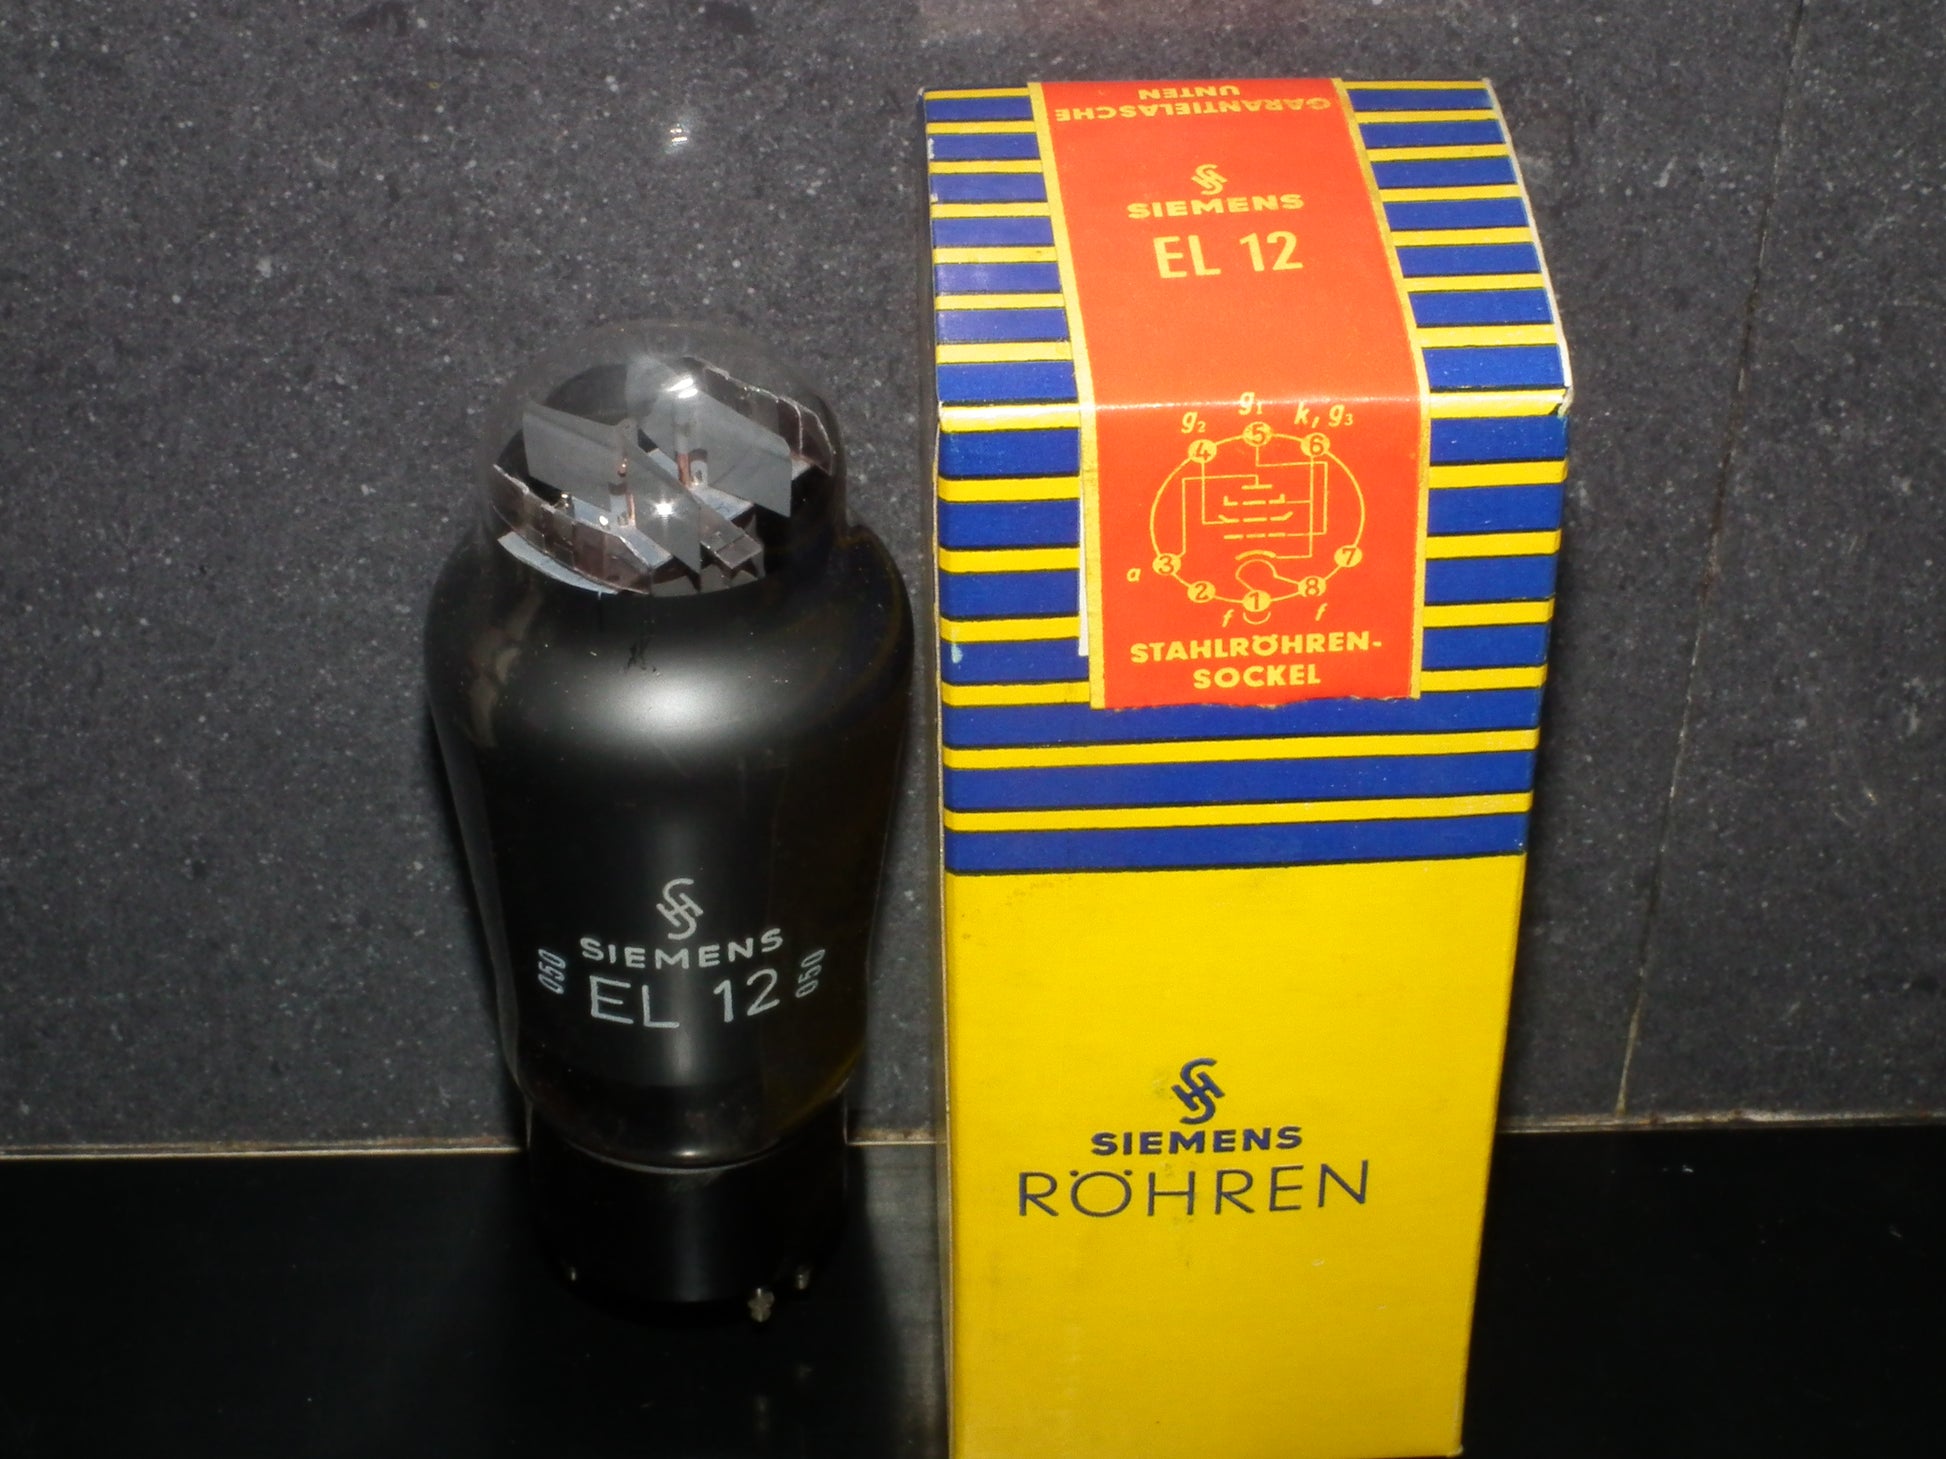 GARANTIELASCHE
UNTEN
SIEMENS
EL 12
g₂ g₁ k, g₃
4 5 6
a 3 7
2 1 8
f f
STAHLRÖHREN-
SOCKEL
SIEMENS
RÖHREN
SIEMENS
050 EL 12 050